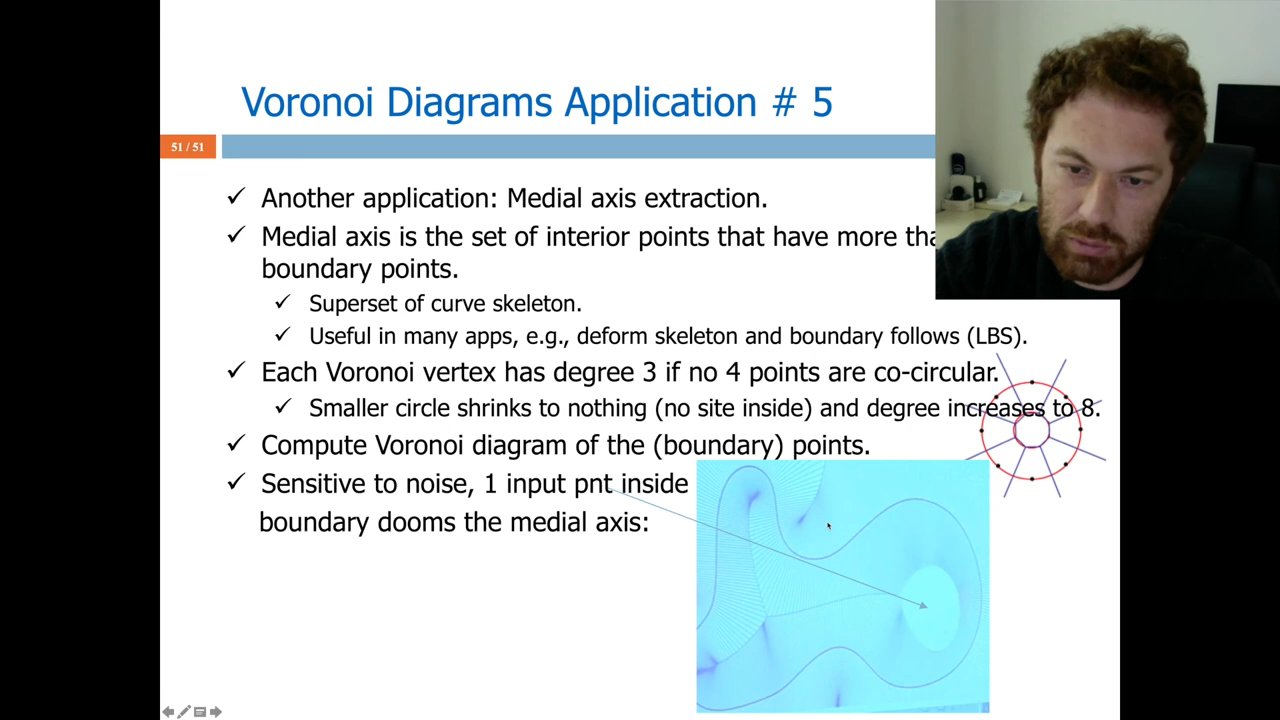 Voronoi Diagrams Application # 5
51 / 51
✓ Another application: Medial axis extraction.
✓ Medial axis is the set of interior points that have more
boundary points.
✓ Superset of curve skeleton.
✓ Useful in many apps, e.g., deform skeleton and boundary follows (LBS).
✓ Each Voronoi vertex has degree 3 if no 4 points are co-circular.
✓ Smaller circle shrinks to nothing (no site inside) and degree increases to 8.
✓ Compute Voronoi diagram of the (boundary) points.
✓ Sensitive to noise, 1 input pnt inside
boundary dooms the medial axis: